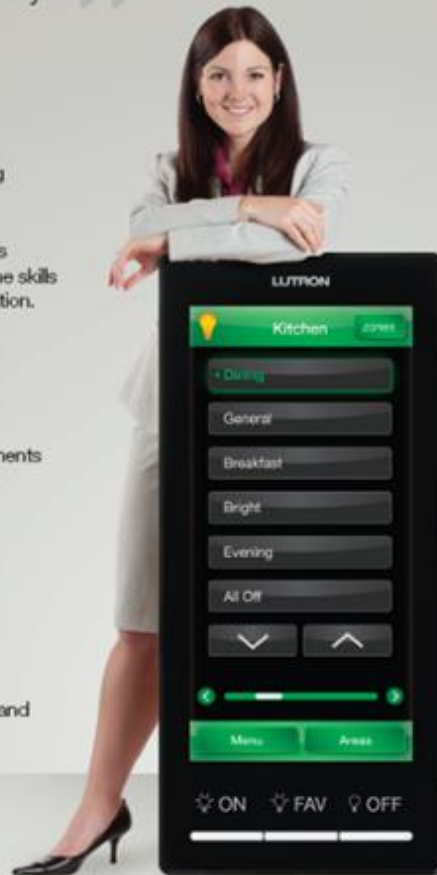 skills
tion.
ments
and
LUTRON
Kitchen
zones
• Dining
General
Breakfast
Bright
Evening
All Off
Menu
Areas
ON
FAV
OFF